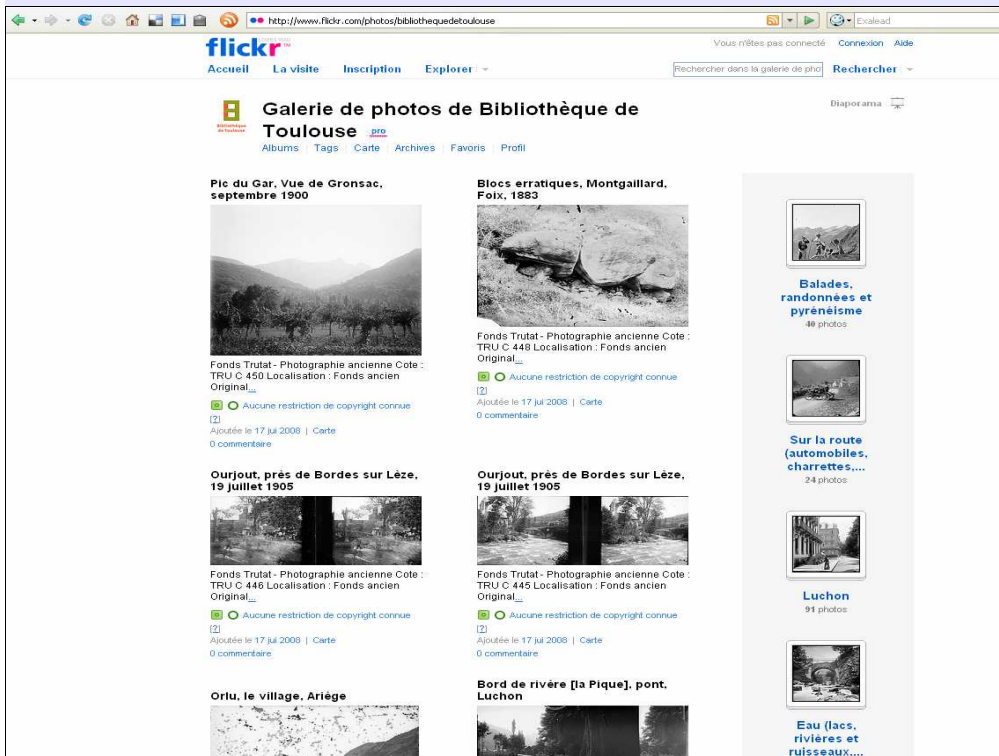 http://www.flickr.com/photos/bibliothequedetoulouse
Exalead
flickr
Vous n'êtes pas connecté Connexion Aide
Accueil La visite Inscription Explorer
Rechercher dans la galerie de pho Rechercher
Diaporama
Bibliothèque de Toulouse
Galerie de photos de Bibliothèque de
Toulouse pro
Albums Tags Carte Archives Favoris Profil
Pic du Gar, Vue de Gronsac,
septembre 1900
Fonds Trutat - Photographie ancienne Cote :
TRU C 450 Localisation : Fonds ancien
Original...
Aucune restriction de copyright connue
[?]
Ajoutée le 17 jui 2008 | Carte
0 commentaire
Blocs erratiques, Montgaillard,
Foix, 1883
Fonds Trutat - Photographie ancienne Cote :
TRU C 448 Localisation : Fonds ancien
Original...
Aucune restriction de copyright connue
[?]
Ajoutée le 17 jui 2008 | Carte
0 commentaire
Ourjout, près de Bordes sur Lèze,
19 juillet 1905
Fonds Trutat - Photographie ancienne Cote :
TRU C 446 Localisation : Fonds ancien
Original...
Aucune restriction de copyright connue
[?]
Ajoutée le 17 jui 2008 | Carte
0 commentaire
Ourjout, près de Bordes sur Lèze,
19 juillet 1905
Fonds Trutat - Photographie ancienne Cote :
TRU C 445 Localisation : Fonds ancien
Original...
Aucune restriction de copyright connue
[?]
Ajoutée le 17 jui 2008 | Carte
0 commentaire
Orlu, le village, Ariège
Bord de rivére [la Pique], pont,
Luchon
Balades,
randonnées et
pyrénéisme
40 photos
Sur la route
(automobiles,
charrettes,...
24 photos
Luchon
91 photos
Eau (lacs,
rivières et
ruisseaux,...